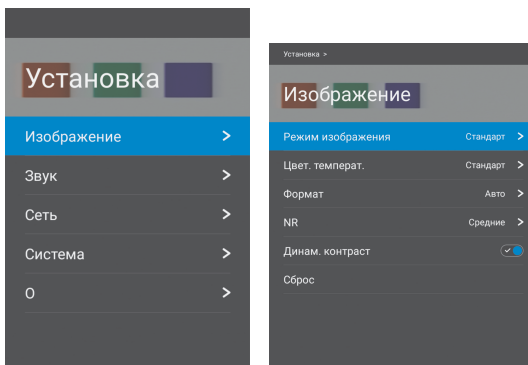 Установка
Изображение
Звук
Сеть
Система
О
Установка >
Изображение
Режим изображения Стандарт
Цвет. температ. Стандарт
Формат Авто
NR Средние
Динам. контраст
Сброс